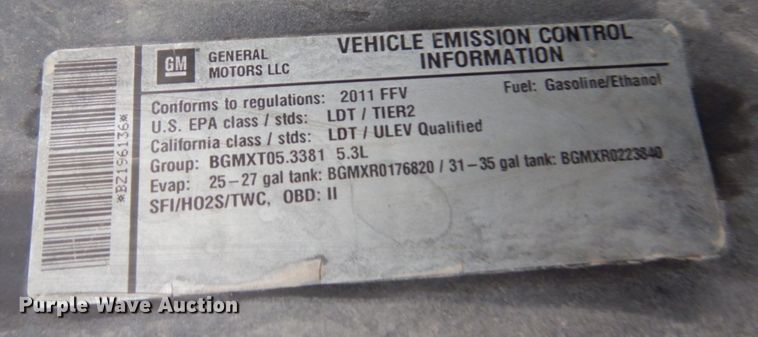 GM
GENERAL
MOTORS LLC
VEHICLE EMISSION CONTROL
INFORMATION
Conforms to regulations: 2011 FFV
Fuel: Gasoline/Ethanol
U.S. EPA class / stds: LDT / TIER2
California class / stds: LDT / ULEV Qualified
Group: BGMXT05.3381 5.3L
Evap: 25-27 gal tank: BGMXR0176820 / 31-35 gal tank: BGMXR0223840
SFI/HO2S/TWC, OBD: II
*BZ196136*
Purple Wave Auction